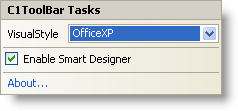 C1ToolBar Tasks
VisualStyle OfficeXP
Enable Smart Designer
About...